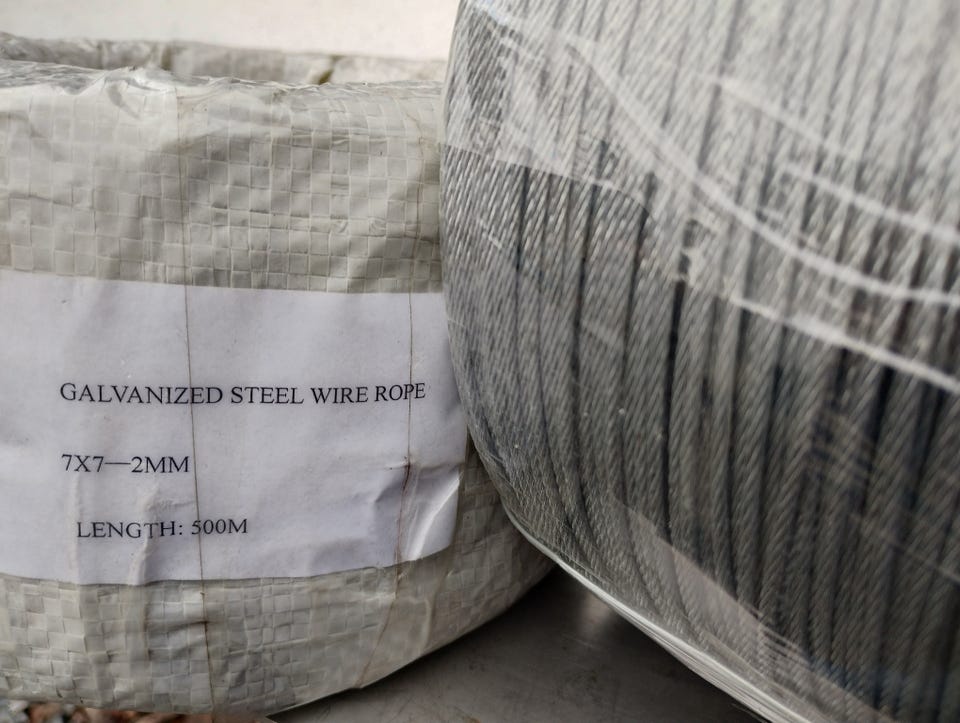 GALVANIZED STEEL WIRE ROPE
7X7—2MM
LENGTH: 500M